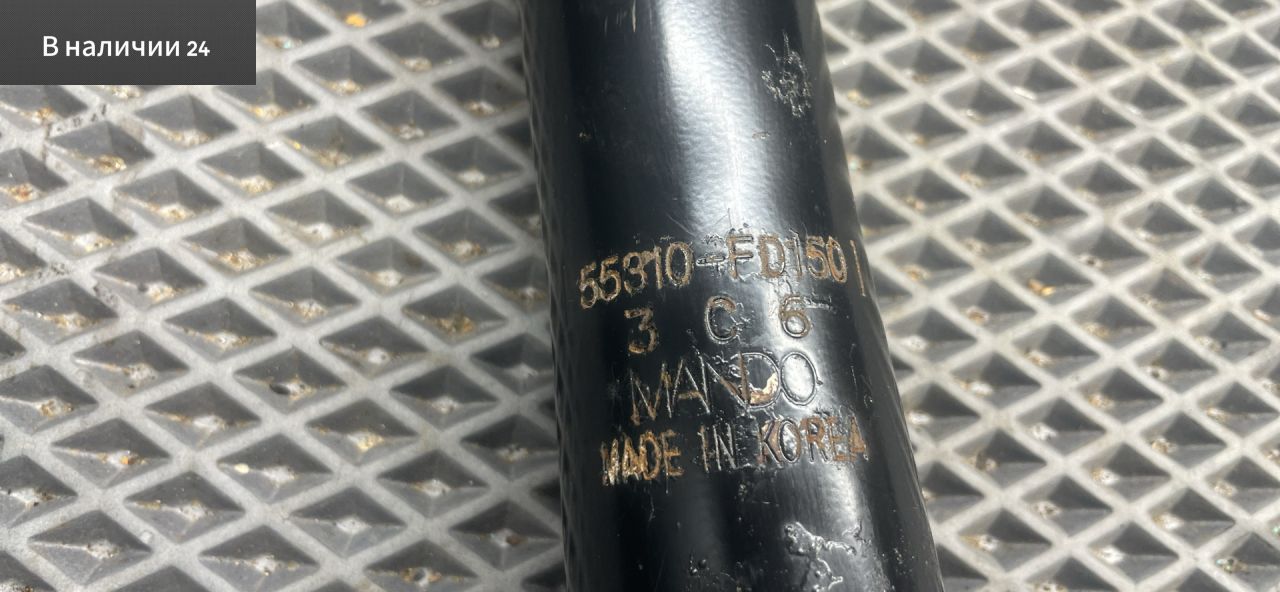 В наличии 24
55310-FD150
3 C 6
MANDO
MADE IN KOREA